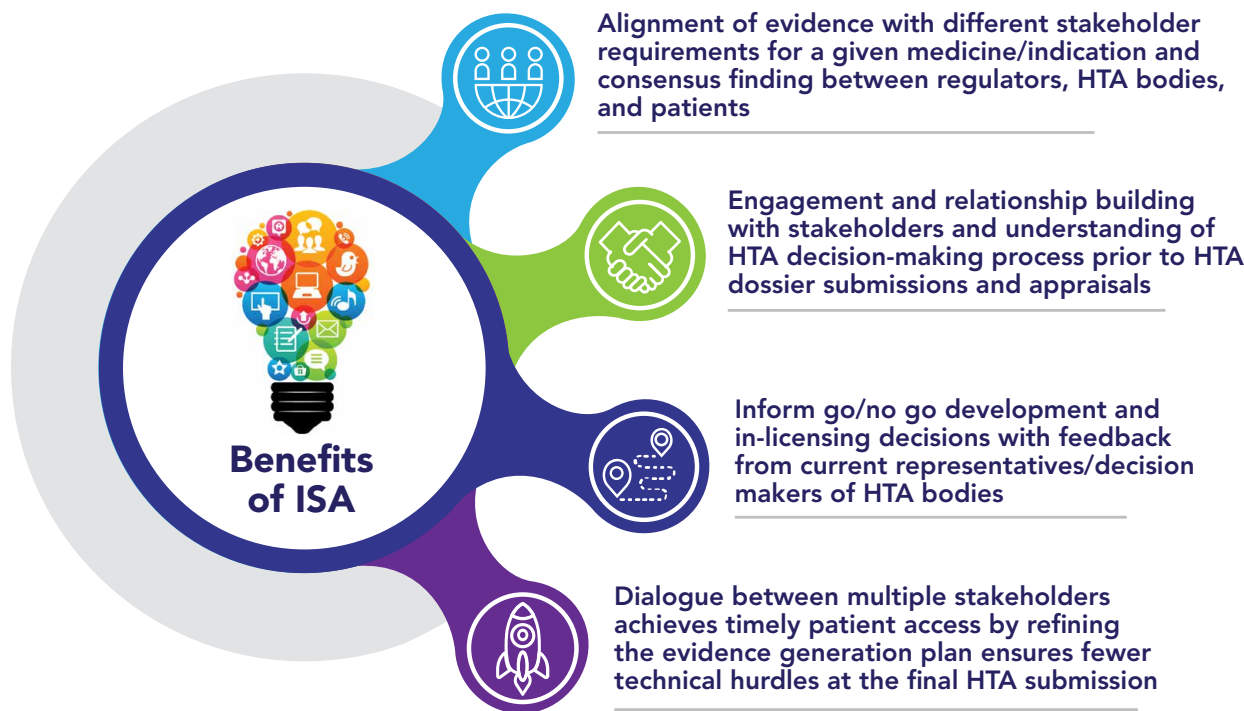 Alignment of evidence with different stakeholder
requirements for a given medicine/indication and
consensus finding between regulators, HTA bodies,
and patients
Engagement and relationship building
with stakeholders and understanding of
HTA decision-making process prior to HTA
dossier submissions and appraisals
Benefits
of ISA
Inform go/no go development and
in-licensing decisions with feedback
from current representatives/decision
makers of HTA bodies
Dialogue between multiple stakeholders
achieves timely patient access by refining
the evidence generation plan ensures fewer
technical hurdles at the final HTA submission